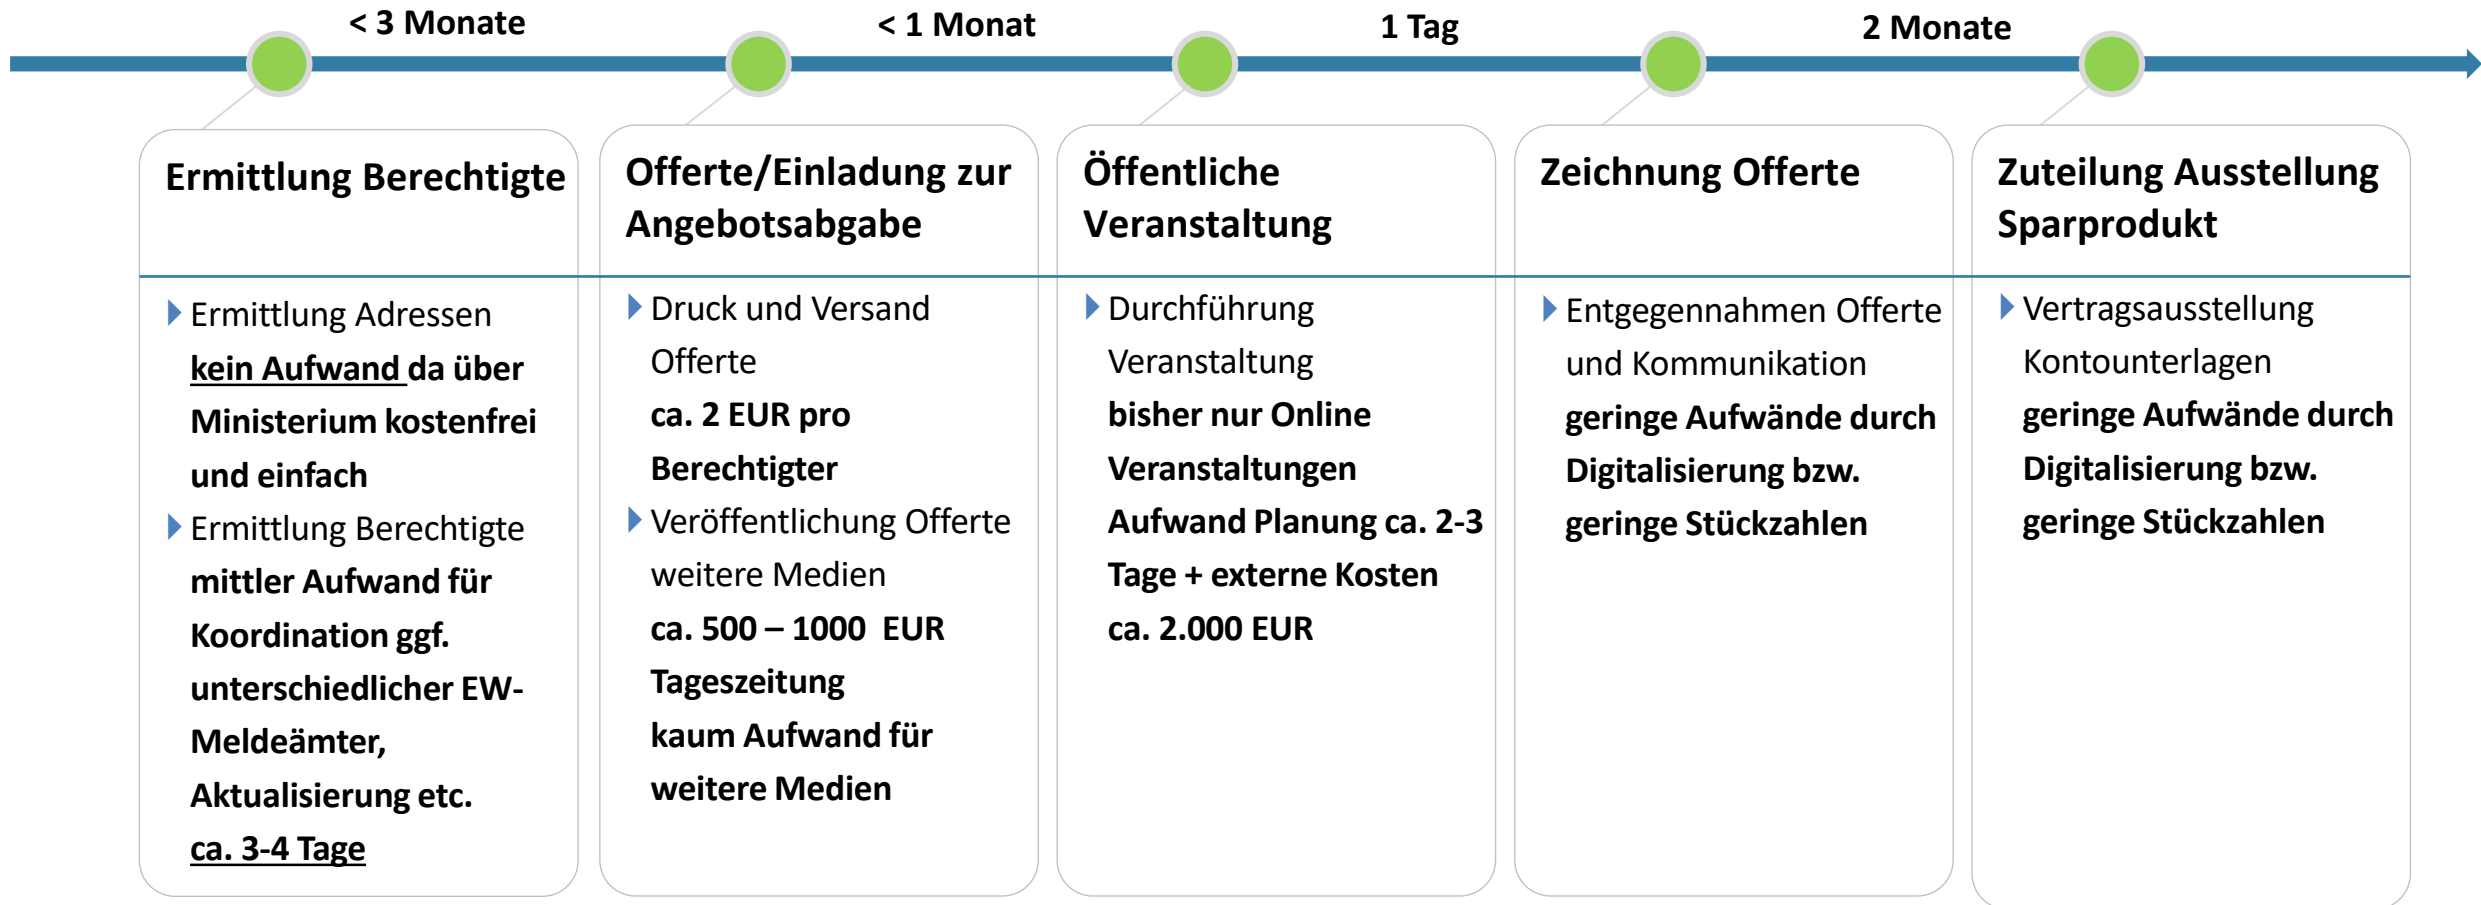 < 3 Monate
< 1 Monat
1 Tag
2 Monate
Ermittlung Berechtigte
Ermittlung Adressen
kein Aufwand da über
Ministerium kostenfrei
und einfach
Ermittlung Berechtigte
mittler Aufwand für
Koordination ggf.
unterschiedlicher EW-
Meldeämter,
Aktualisierung etc.
ca. 3-4 Tage
Offerte/Einladung zur
Angebotsabgabe
Druck und Versand
Offerte
ca. 2 EUR pro
Berechtigter
Veröffentlichung Offerte
weitere Medien
ca. 500 – 1000  EUR
Tageszeitung
kaum Aufwand für
weitere Medien
Öffentliche
Veranstaltung
Durchführung
Veranstaltung
bisher nur Online
Veranstaltungen
Aufwand Planung ca. 2-3
Tage + externe Kosten
ca. 2.000 EUR
Zeichnung Offerte
Entgegennahmen Offerte
und Kommunikation
geringe Aufwände durch
Digitalisierung bzw.
geringe Stückzahlen
Zuteilung Ausstellung
Sparprodukt
Vertragsausstellung
Kontounterlagen
geringe Aufwände durch
Digitalisierung bzw.
geringe Stückzahlen